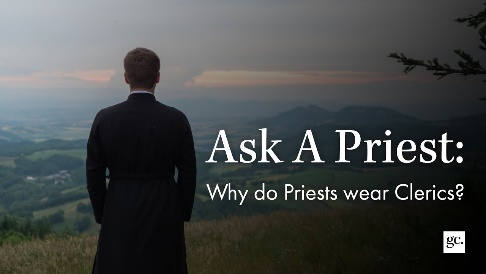 Ask A Priest:
Why do Priests wear Clerics?
gc.